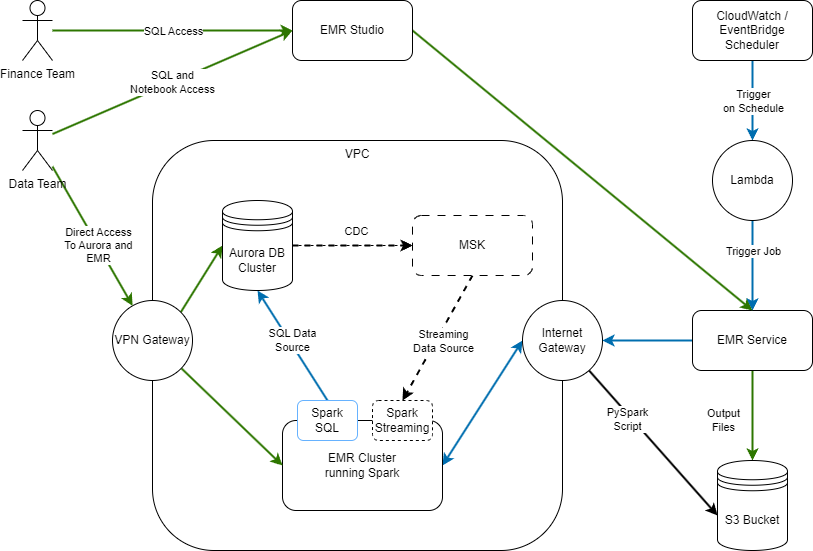 CloudWatch /
EventBridge
Scheduler
SQL Access
EMR Studio
Finance Team
SQL and
Notebook Access
Trigger
on Schedule
VPC
Data Team
Lambda
Direct Access
To Aurora and
EMR
Aurora DB
Cluster
CDC
MSK
Trigger Job
VPN Gateway
SQL Data
Source
Streaming
Data Source
Internet
Gateway
EMR Service
Spark
SQL
Spark
Streaming
PySpark
Script
Output
Files
EMR Cluster
running Spark
S3 Bucket